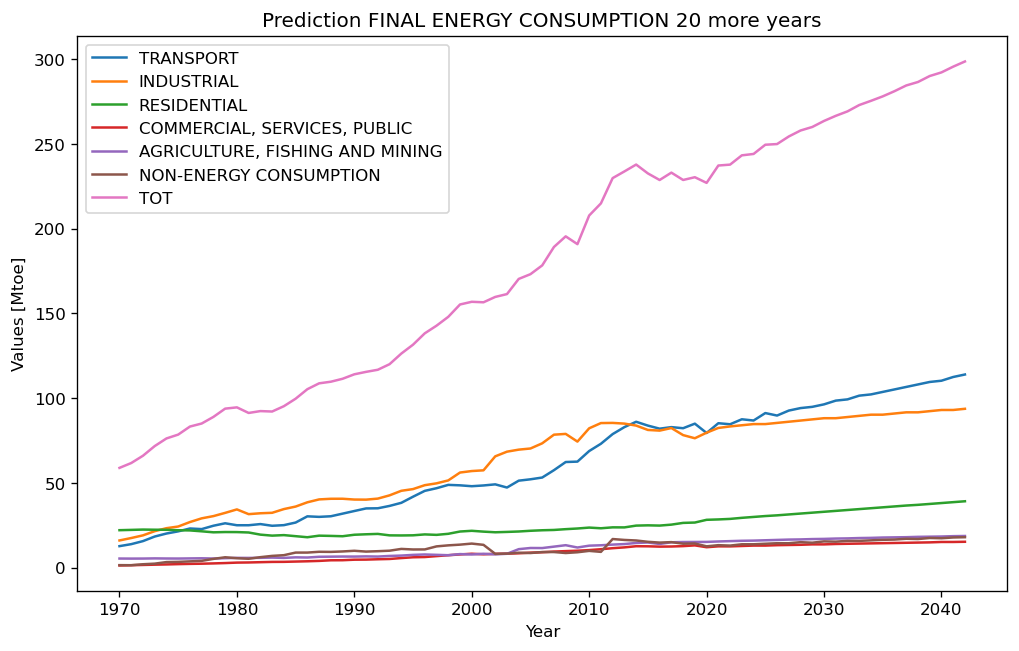 Prediction FINAL ENERGY CONSUMPTION 20 more years
TRANSPORT
INDUSTRIAL
RESIDENTIAL
COMMERCIAL, SERVICES, PUBLIC
AGRICULTURE, FISHING AND MINING
NON-ENERGY CONSUMPTION
TOT
300
250
200
150
100
50
0
Values [Mtoe]
1970 1980 1990 2000 2010 2020 2030 2040
Year